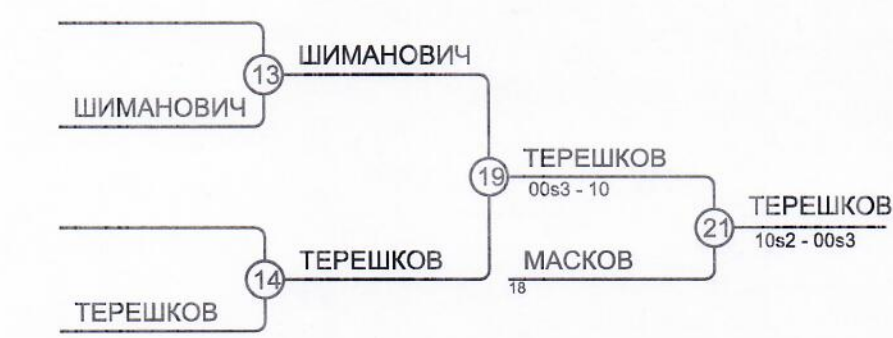 ШИМАНОВИЧ
13
ШИМАНОВИЧ
ТЕРЕШКОВ
19
00s3 - 10
ТЕРЕШКОВ
21
10s2 - 00s3
ТЕРЕШКОВ
14
МАСКОВ
18
ТЕРЕШКОВ